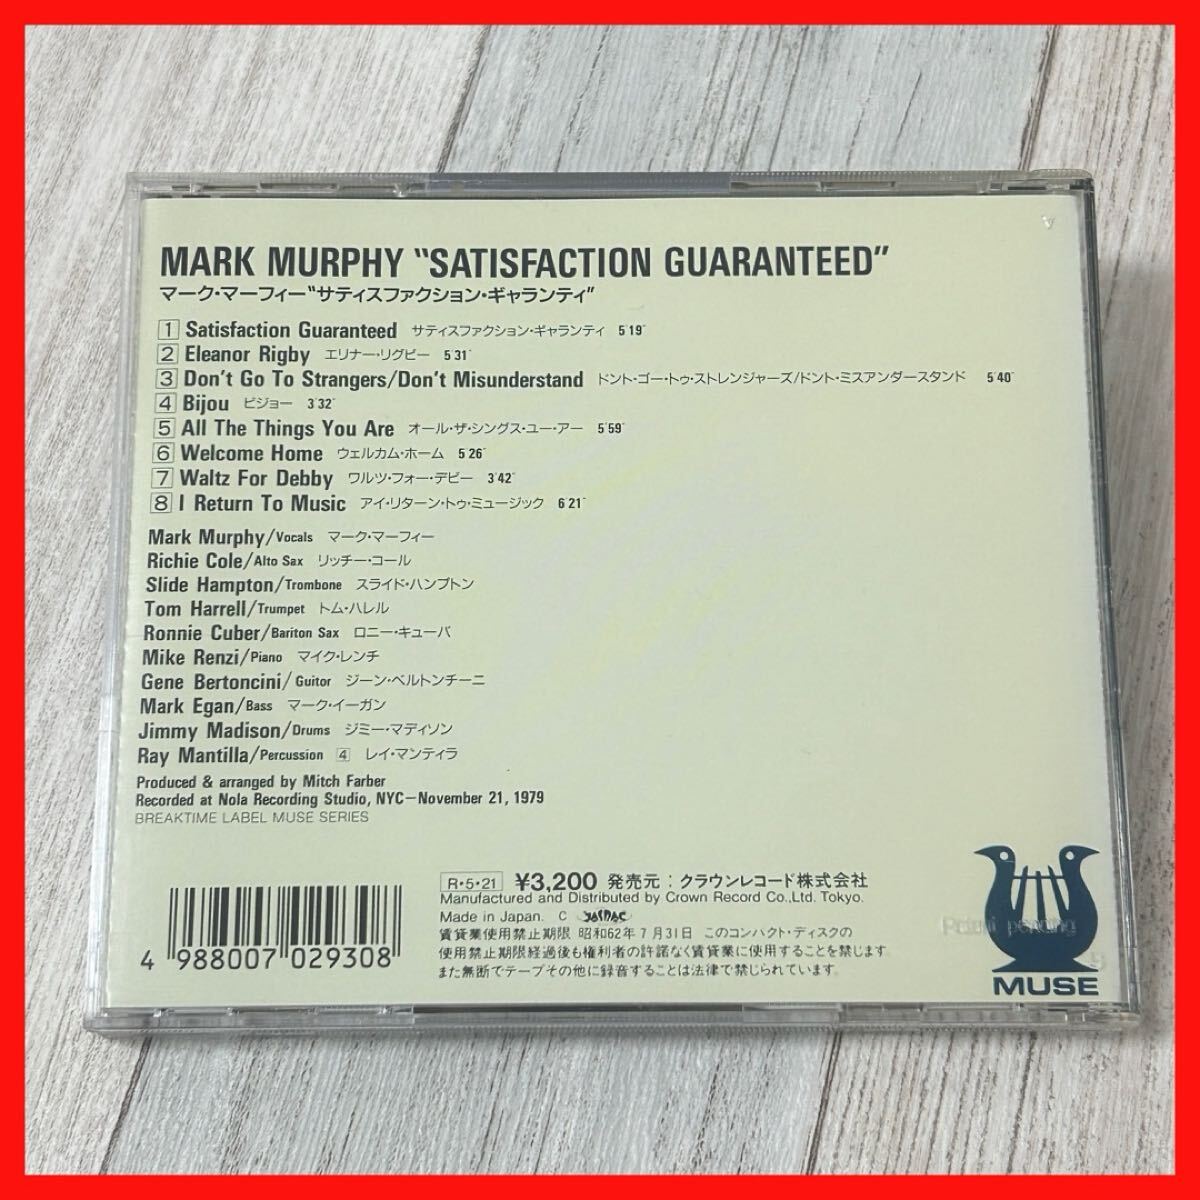 MARK MURPHY “SATISFACTION GUARANTEED”
マーク・マーフィー“サティスファクション・ギャランティ”
1 Satisfaction Guaranteed サティスファクション・ギャランティ 5′19″
2 Eleanor Rigby エリナー・リグビー 5′31″
3 Don't Go To Strangers/Don't Misunderstand ドント・ゴー・トゥ・ストレンジャーズ/ドント・ミスアンダースタンド 5′40″
4 Bijou ビジョー 3′32″
5 All The Things You Are オール・ザ・シングス・ユー・アー 5′59″
6 Welcome Home ウェルカム・ホーム 5′26″
7 Waltz For Debby ワルツ・フォー・デビー 3′42″
8 I Return To Music アイ・リターン・トゥ・ミュージック 6′21″
Mark Murphy/Vocals マーク・マーフィー
Richie Cole/Alto Sax リッチー・コール
Slide Hampton/Trombone スライド・ハンプトン
Tom Harrell/Trumpet トム・ハレル
Ronnie Cuber/Bariton Sax ロニー・キューバ
Mike Renzi/Piano マイク・レンチ
Gene Bertoncini/Guitor ジーン・ベルトンチーニ
Mark Egan/Bass マーク・イーガン
Jimmy Madison/Drums ジミー・マディソン
Ray Mantilla/Percussion 4 レイ・マンティラ
Produced & arranged by Mitch Farber
Recorded at Nola Recording Studio, NYC–November 21, 1979
BREAKTIME LABEL MUSE SERIES
R・5・21 ¥3,200 発売元：クラウンレコード株式会社
Manufactured and Distributed by Crown Record Co.,Ltd. Tokyo.
Made in Japan. C JASRAC
賃貸業使用禁止期限 昭和62年7月31日 このコンパクト・ディスクの
使用禁止期限経過後も権利者の許諾なく賃貸業に使用することを禁じます
また無断でテープその他に録音することは法律で禁じられています。
4 988007 029308
Patent pending
MUSE